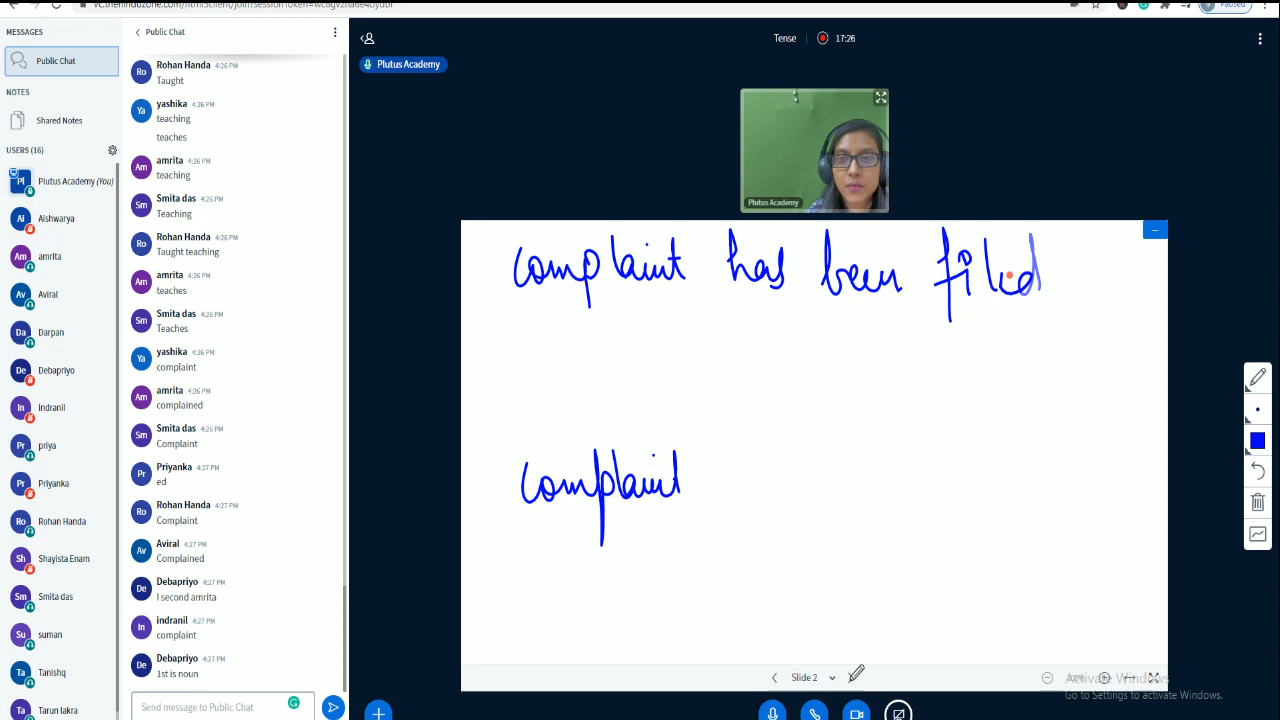 MESSAGES
Public Chat
NOTES
Shared Notes
USERS (16)
Plutus Academy (You)
Aishwarya
amrita
Aviral
Darpan
Debapriyo
indranil
priya
Priyanka
Rohan Handa
Shayista Enam
Smita das
suman
Tanishq
Tarun lakra
Public Chat
Rohan Handa 4:26 PM
Taught
yashika 4:26 PM
teaching
teaches
amrita 4:26 PM
teaching
Smita das 4:26 PM
Teaching
Rohan Handa 4:26 PM
Taught teaching
amrita 4:26 PM
teaches
Smita das 4:26 PM
Teaches
yashika 4:26 PM
complaint
amrita 4:26 PM
complained
Smita das 4:26 PM
Complaint
Priyanka 4:27 PM
ed
Rohan Handa 4:27 PM
Complaint
Aviral 4:27 PM
Complained
Debapriyo 4:27 PM
I second amrita
indranil 4:27 PM
complaint
Debapriyo 4:27 PM
1st is noun
Send message to Public Chat
Paused
Tense 17:26
Plutus Academy
Plutus Academy
complaint has been filed
complaint
Slide 2
Activate Windows
Go to Settings to activate Windows.